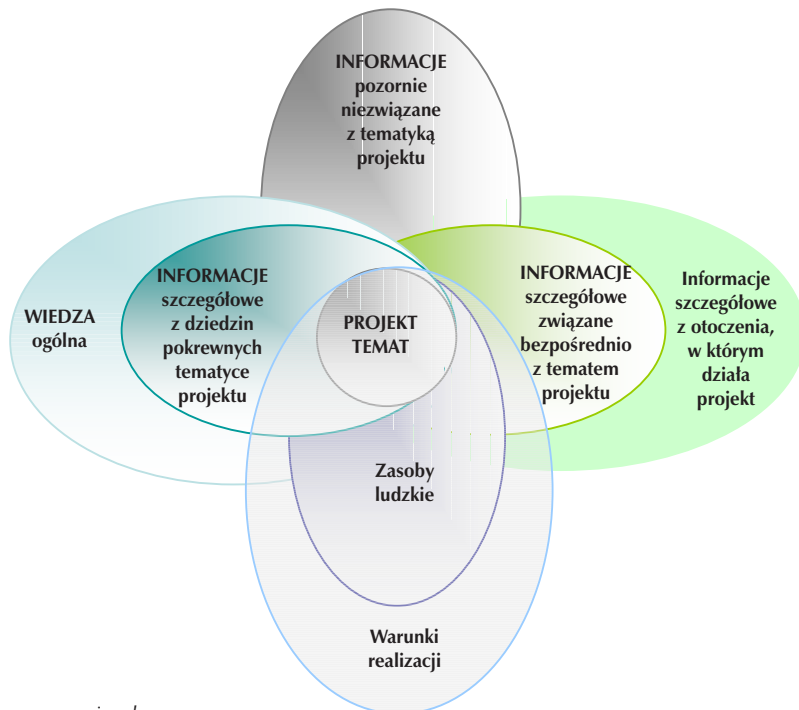 INFORMACJE
pozornie
niezwiązane
z tematyką
projektu
WIEDZA
ogólna
INFORMACJE
szczegółowe
z dziedzin
pokrewnych
tematyce
projektu
PROJEKT
TEMAT
INFORMACJE
szczegółowe
związane
bezpośrednio
z tematem
projektu
Informacje
szczegółowe
z otoczenia,
w którym
działa
projekt
Zasoby
ludzkie
Warunki
realizacji